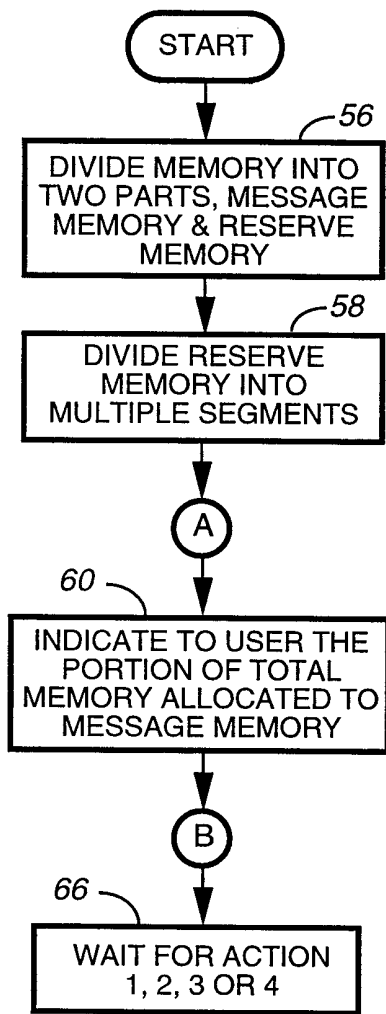 START
56
DIVIDE MEMORY INTO
TWO PARTS, MESSAGE
MEMORY & RESERVE
MEMORY
58
DIVIDE RESERVE
MEMORY INTO
MULTIPLE SEGMENTS
A
60
INDICATE TO USER THE
PORTION OF TOTAL
MEMORY ALLOCATED TO
MESSAGE MEMORY
B
66
WAIT FOR ACTION
1, 2, 3 OR 4